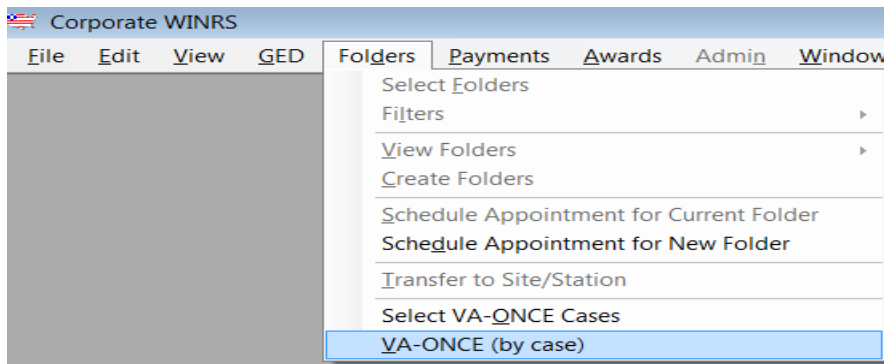 Corporate WINRS
File Edit View GED Folders Payments Awards Admin Window
Select Folders
Filters
View Folders
Create Folders
Schedule Appointment for Current Folder
Schedule Appointment for New Folder
Transfer to Site/Station
Select VA-ONCE Cases
VA-ONCE (by case)